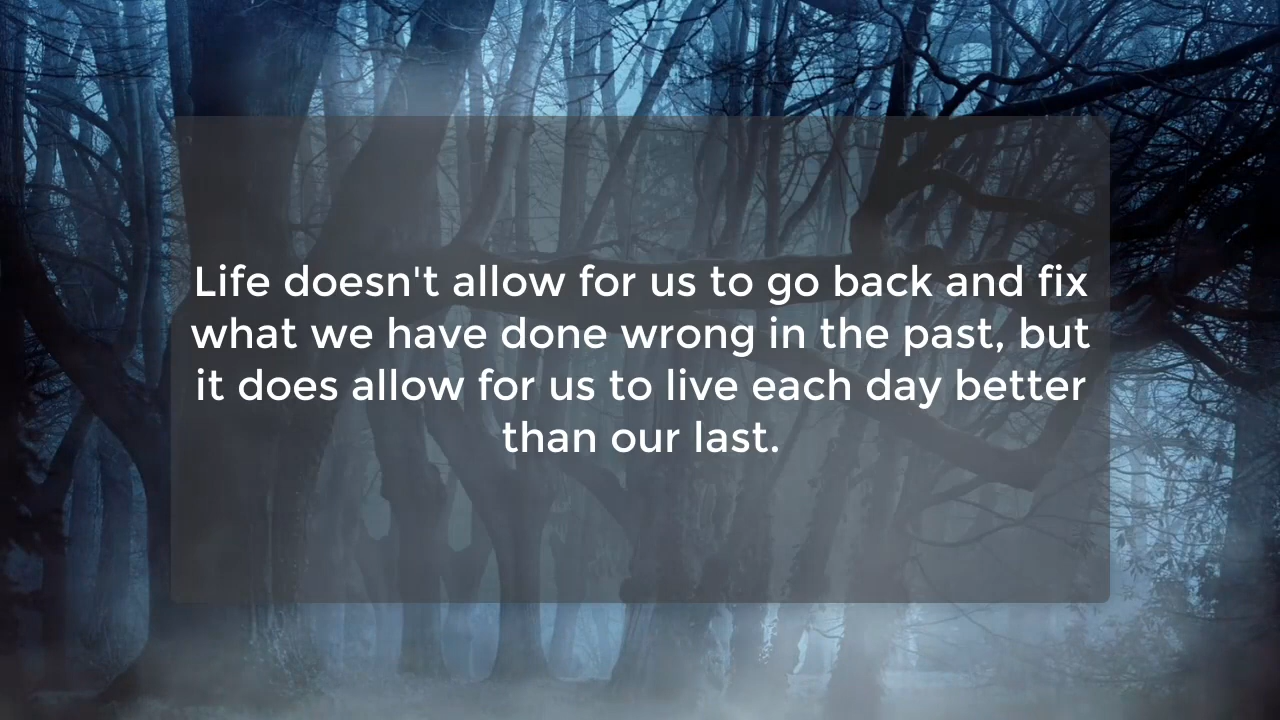 Life doesn't allow for us to go back and fix
what we have done wrong in the past, but
it does allow for us to live each day better
than our last.